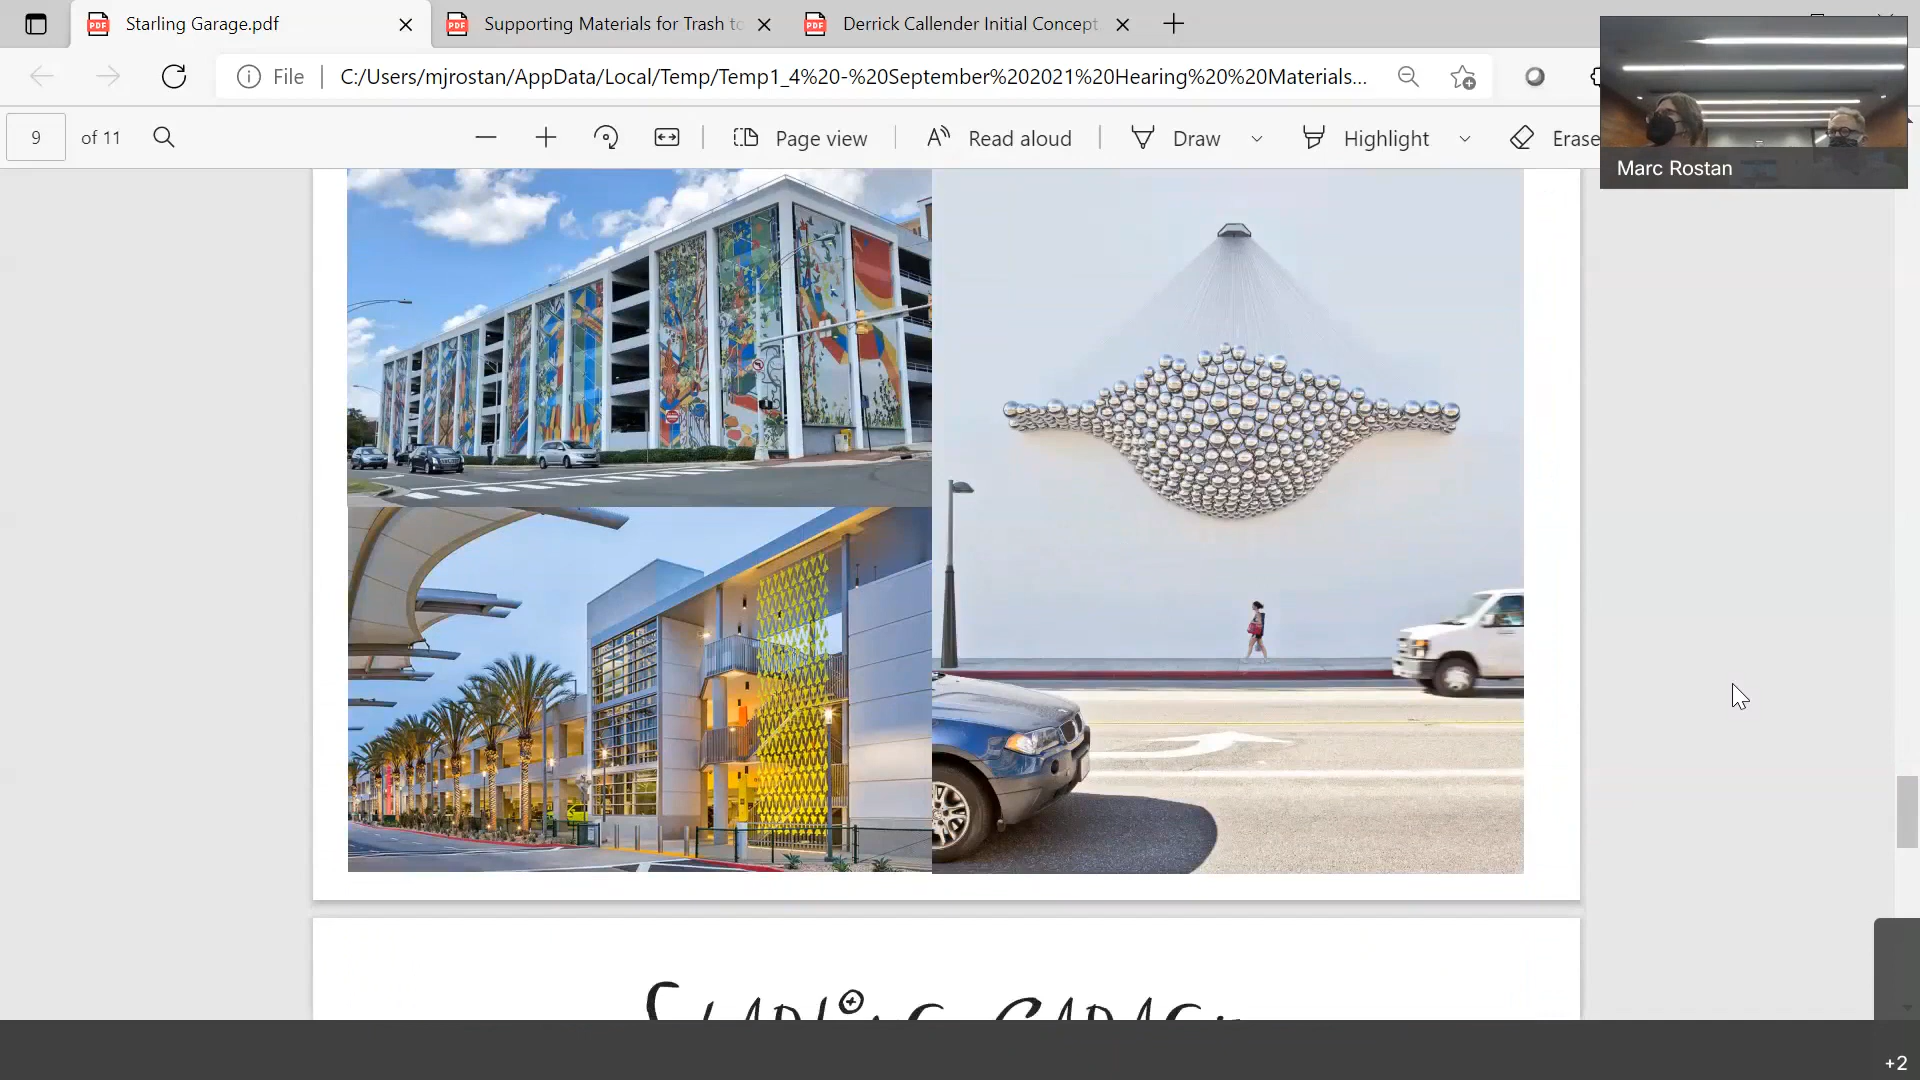 Starling Garage.pdf
Supporting Materials for Trash to
Derrick Callender Initial Concept
File
C:/Users/mjrostan/AppData/Local/Temp/Temp1_4%20-%20September%202021%20Hearing%20%20Materials...
9 of 11
Page view
Read aloud
Draw
Highlight
Erase
Marc Rostan
STARLING GARAGE
+2